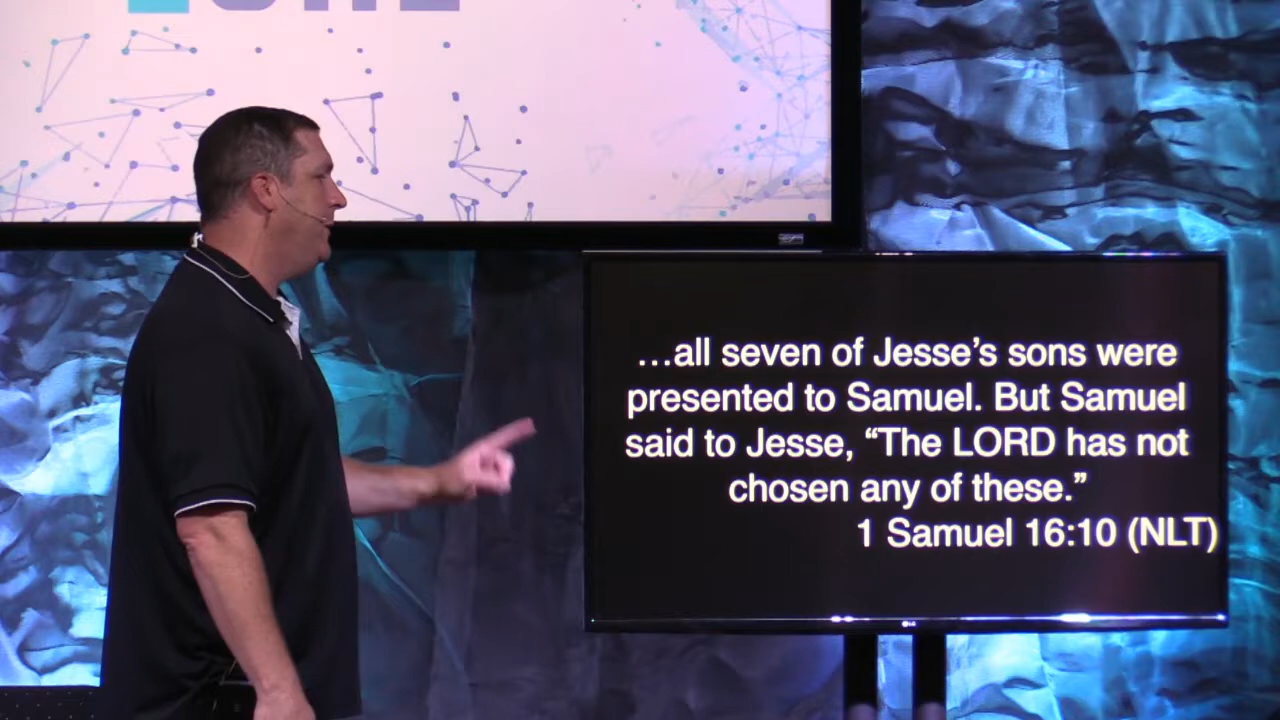 …all seven of Jesse's sons were
presented to Samuel. But Samuel
said to Jesse, “The LORD has not
chosen any of these.”
1 Samuel 16:10 (NLT)
LG